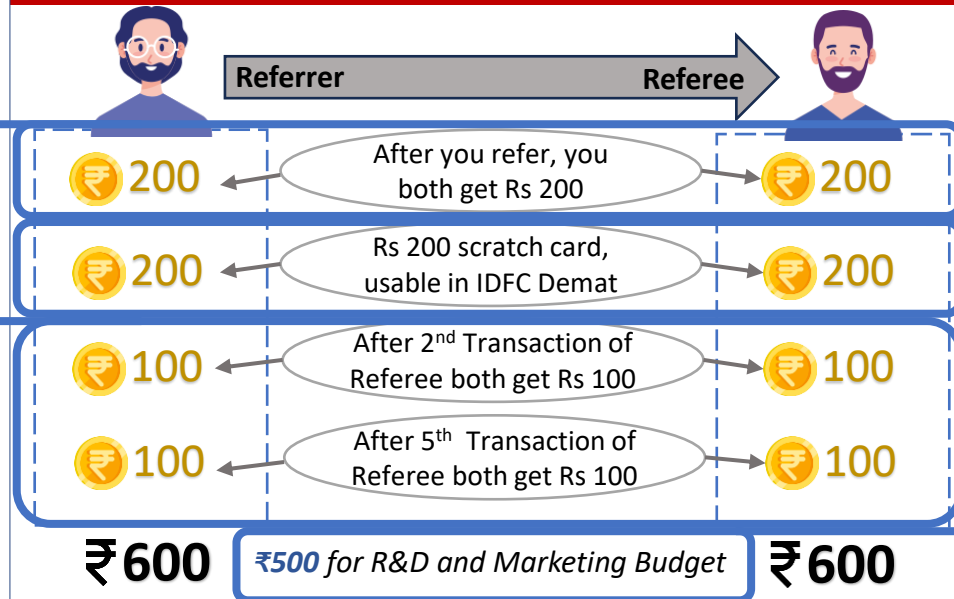 Referrer Referee
₹ 200 After you refer, you ₹ 200
both get Rs 200
₹ 200 Rs 200 scratch card, ₹ 200
usable in IDFC Demat
₹ 100 After 2nd Transaction of ₹ 100
Referee both get Rs 100
₹ 100 After 5th Transaction of ₹ 100
Referee both get Rs 100
₹600 ₹500 for R&D and Marketing Budget ₹600